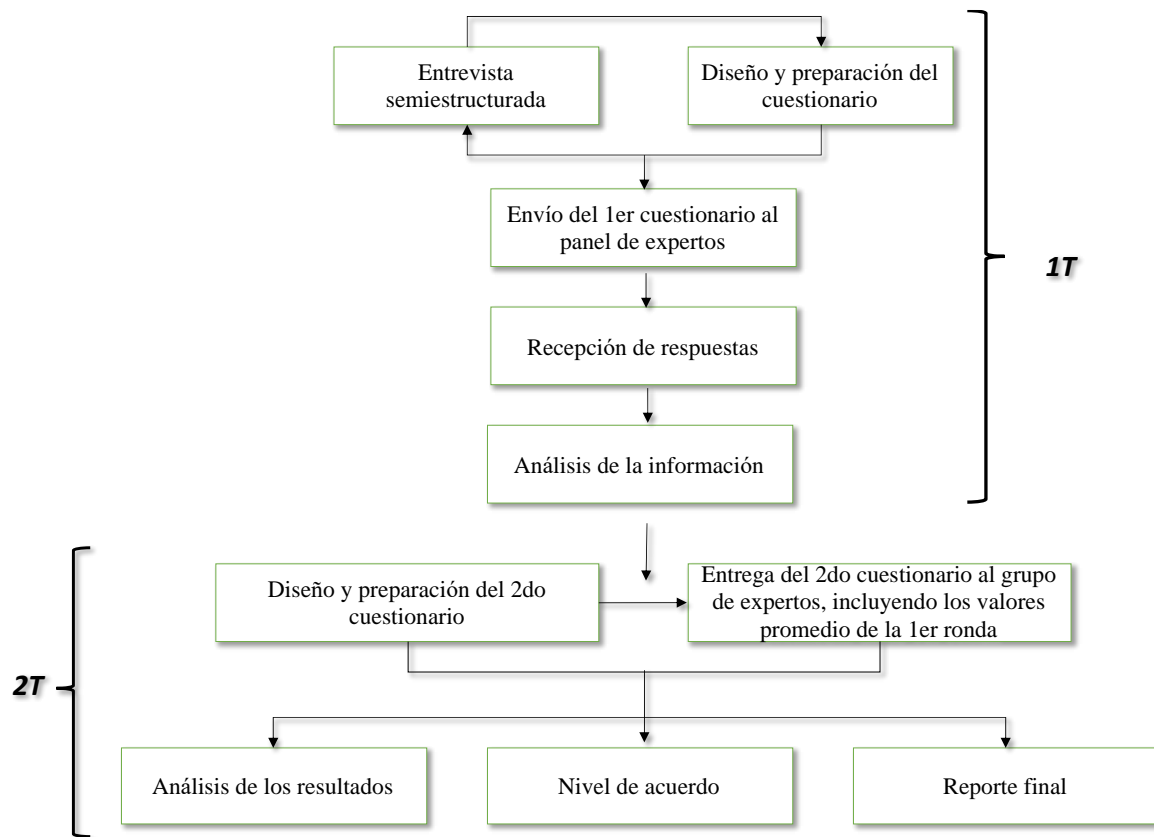 Entrevista
semiestructurada
Diseño y preparación del
cuestionario
Envío del 1er cuestionario al
panel de expertos
1T
Recepción de respuestas
Análisis de la información
Diseño y preparación del 2do
cuestionario
Entrega del 2do cuestionario al grupo
de expertos, incluyendo los valores
promedio de la 1er ronda
2T
Análisis de los resultados
Nivel de acuerdo
Reporte final